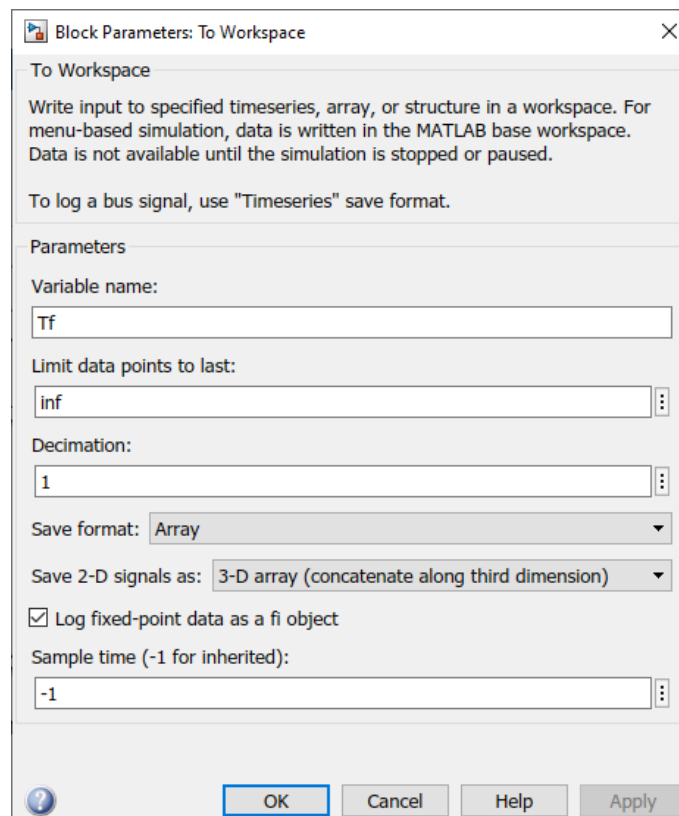 Block Parameters: To Workspace
To Workspace
Write input to specified timeseries, array, or structure in a workspace. For
menu-based simulation, data is written in the MATLAB base workspace.
Data is not available until the simulation is stopped or paused.
To log a bus signal, use "Timeseries" save format.
Parameters
Variable name:
Tf
Limit data points to last:
inf
Decimation:
1
Save format: Array
Save 2-D signals as: 3-D array (concatenate along third dimension)
Log fixed-point data as a fi object
Sample time (-1 for inherited):
-1
? OK Cancel Help Apply